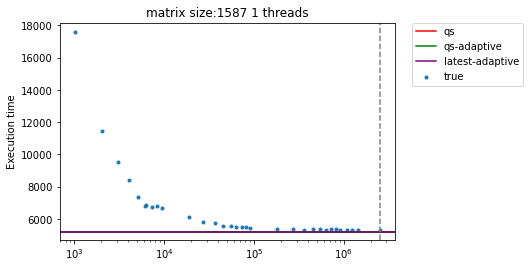 matrix size:1587 1 threads
18000
16000
14000
12000
10000
8000
6000
Execution time
10³
10⁴
10⁵
10⁶
qs
qs-adaptive
latest-adaptive
true